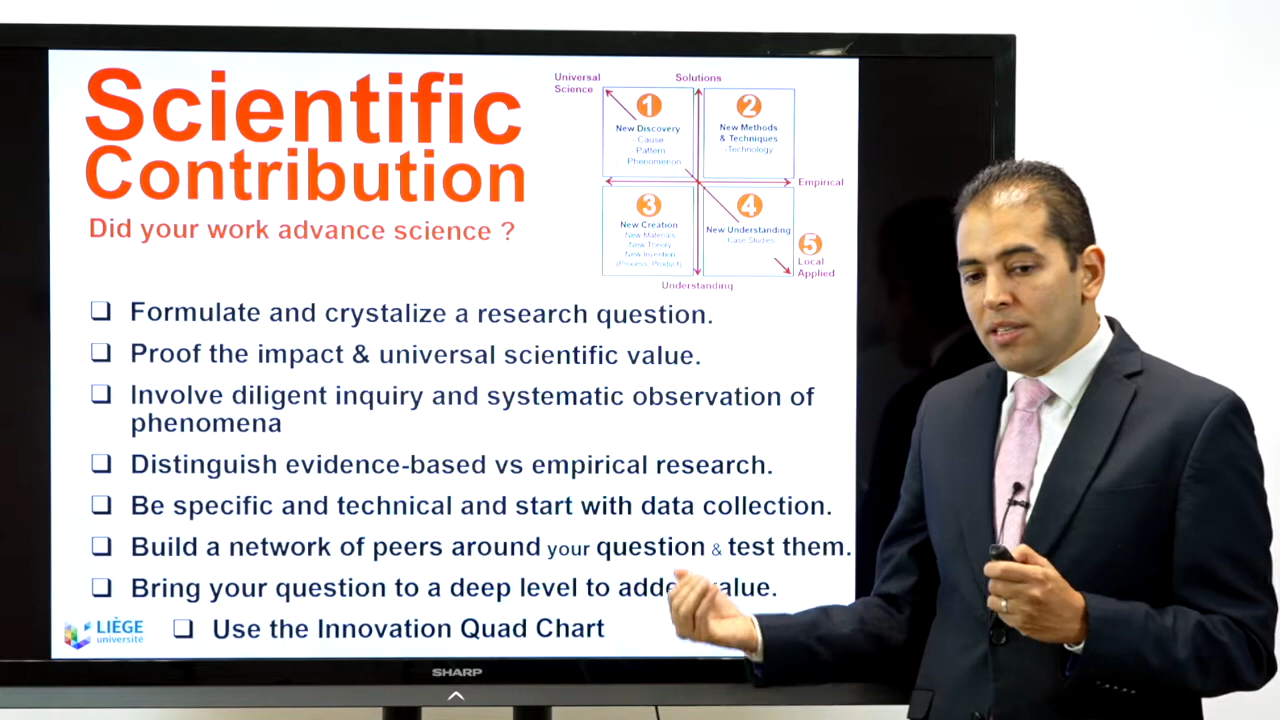 Scientific
Contribution
Did your work advance science ?
Universal
Science
Solutions
1
New Discovery
- Cause
Pattern
- Phenomenon
2
New Methods
& Techniques
-Technology
Empirical
3
New Creation
New Materials
New Theory
New Invention
(Process, Product)
4
New Understanding
- Case Studies
5
Local
Applied
Understanding
Formulate and crystalize a research question.
Proof the impact & universal scientific value.
Involve diligent inquiry and systematic observation of
phenomena
Distinguish evidence-based vs empirical research.
Be specific and technical and start with data collection.
Build a network of peers around your question & test them.
Bring your question to a deep level to adde value.
Use the Innovation Quad Chart
LIÈGE
université
SHARP